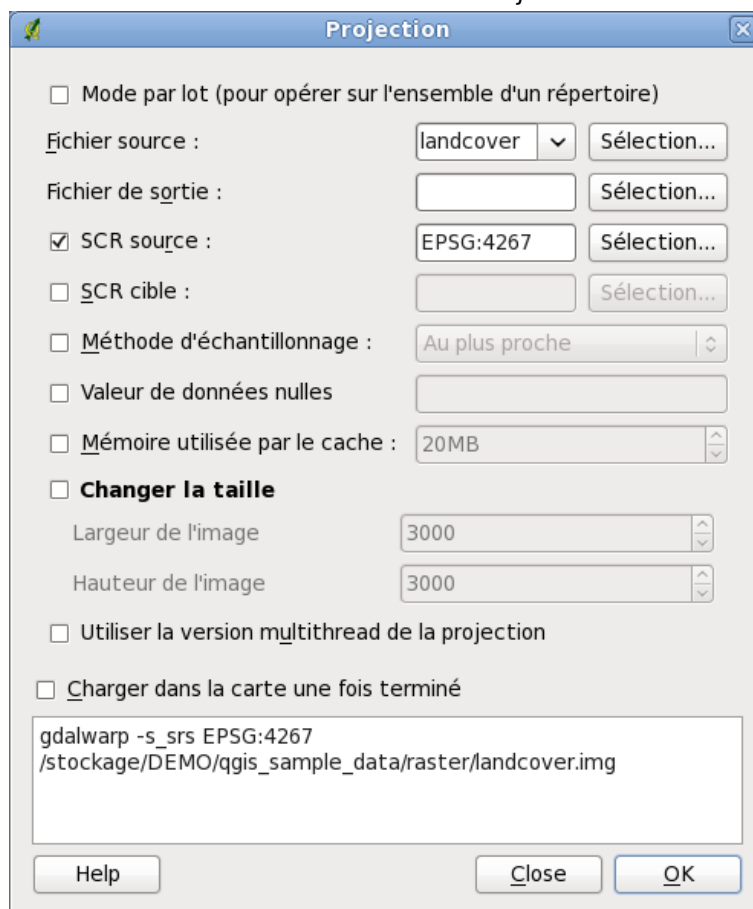 Projection
Mode par lot (pour opérer sur l'ensemble d'un répertoire)
Fichier source : landcover Sélection...
Fichier de sortie : Sélection...
SCR source : EPSG:4267 Sélection...
SCR cible : Sélection...
Méthode d'échantillonnage : Au plus proche
Valeur de données nulles
Mémoire utilisée par le cache : 20MB
Changer la taille
Largeur de l'image 3000
Hauteur de l'image 3000
Utiliser la version multithread de la projection
Charger dans la carte une fois terminé
gdalwarp -s_srs EPSG:4267
/stockage/DEMO/qgis_sample_data/raster/landcover.img
Help Close OK